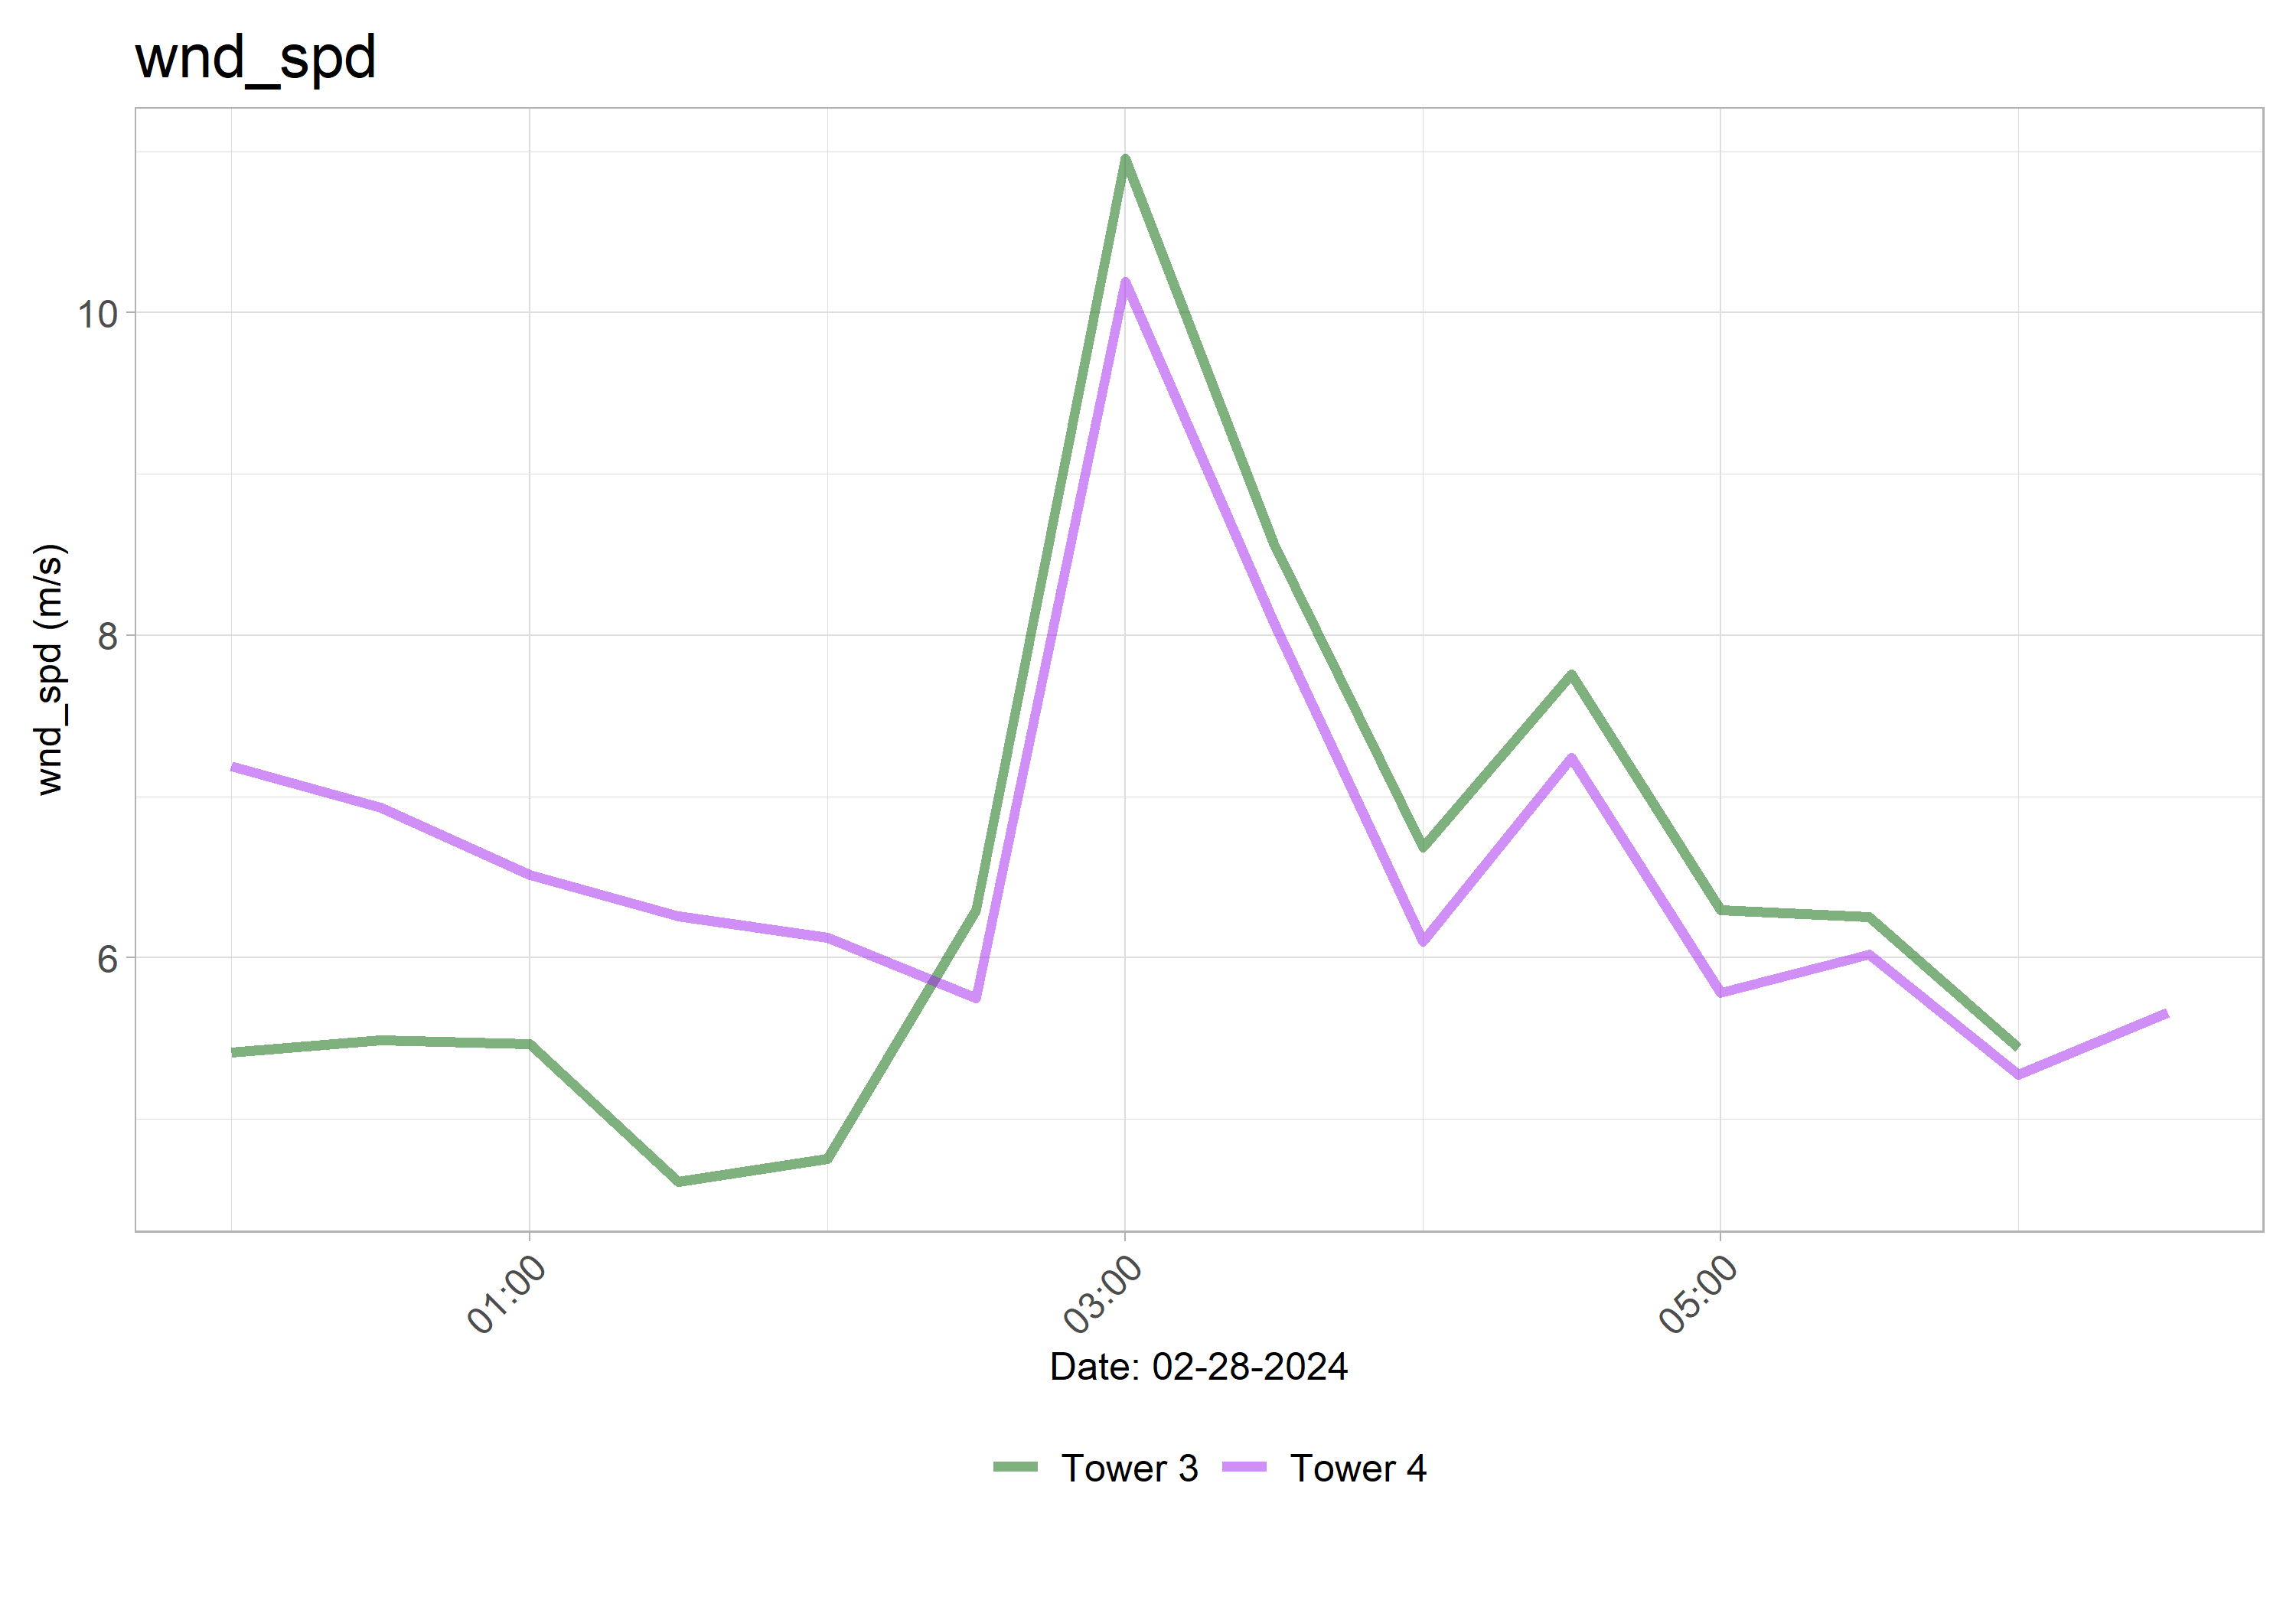 wnd_spd
10
8
6
wnd_spd (m/s)
01:00
03:00
05:00
Date: 02-28-2024
Tower 3
Tower 4